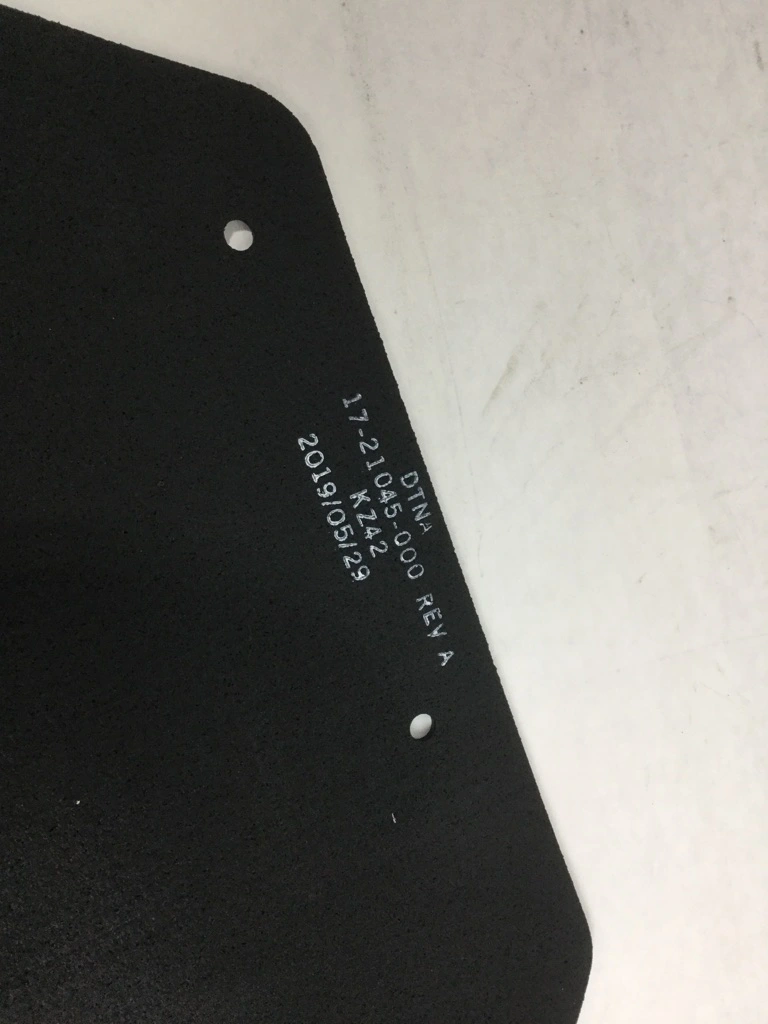 DTNA
17-21045-000 REV A
KZ42
2019/05/29